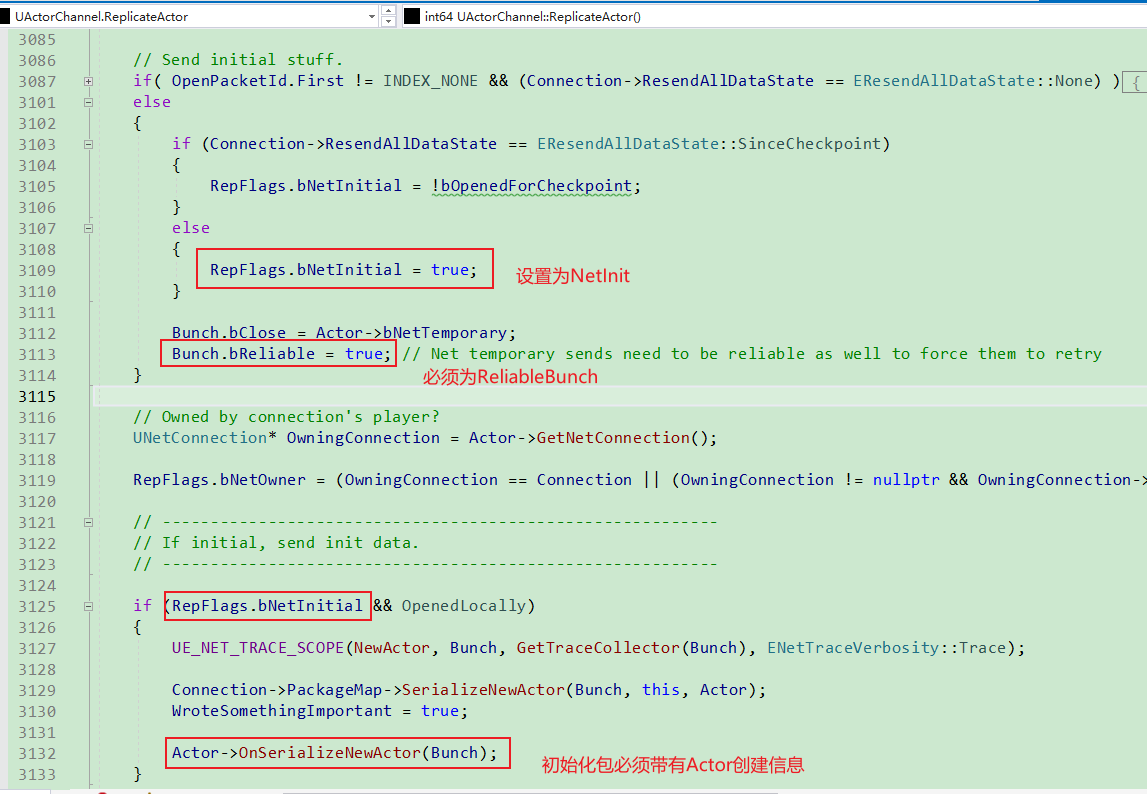 UActorChannel.ReplicateActor int64 UActorChannel::ReplicateActor()
3085
3086 // Send initial stuff.
3087 if( OpenPacketId.First != INDEX_NONE && (Connection->ResendAllDataState == EResendAllDataState::None) ) {
3101 else
3102 {
3103 if (Connection->ResendAllDataState == EResendAllDataState::SinceCheckpoint)
3104 {
3105 RepFlags.bNetInitial = !bOpenedForCheckpoint;
3106 }
3107 else
3108 {
3109 RepFlags.bNetInitial = true; 设置为NetInit
3110 }
3111
3112 Bunch.bClose = Actor->bNetTemporary;
3113 Bunch.bReliable = true; // Net temporary sends need to be reliable as well to force them to retry
3114 } 必须为ReliableBunch
3115
3116 // Owned by connection's player?
3117 UNetConnection* OwningConnection = Actor->GetNetConnection();
3118
3119 RepFlags.bNetOwner = (OwningConnection == Connection || (OwningConnection != nullptr && OwningConnection->
3120
3121 // ----------------------------------------------------------
3122 // If initial, send init data.
3123 // ----------------------------------------------------------
3124
3125 if (RepFlags.bNetInitial && OpenedLocally)
3126 {
3127 UE_NET_TRACE_SCOPE(NewActor, Bunch, GetTraceCollector(Bunch), ENetTraceVerbosity::Trace);
3128
3129 Connection->PackageMap->SerializeNewActor(Bunch, this, Actor);
3130 WroteSomethingImportant = true;
3131
3132 Actor->OnSerializeNewActor(Bunch); 初始化包必须带有Actor创建信息
3133 }